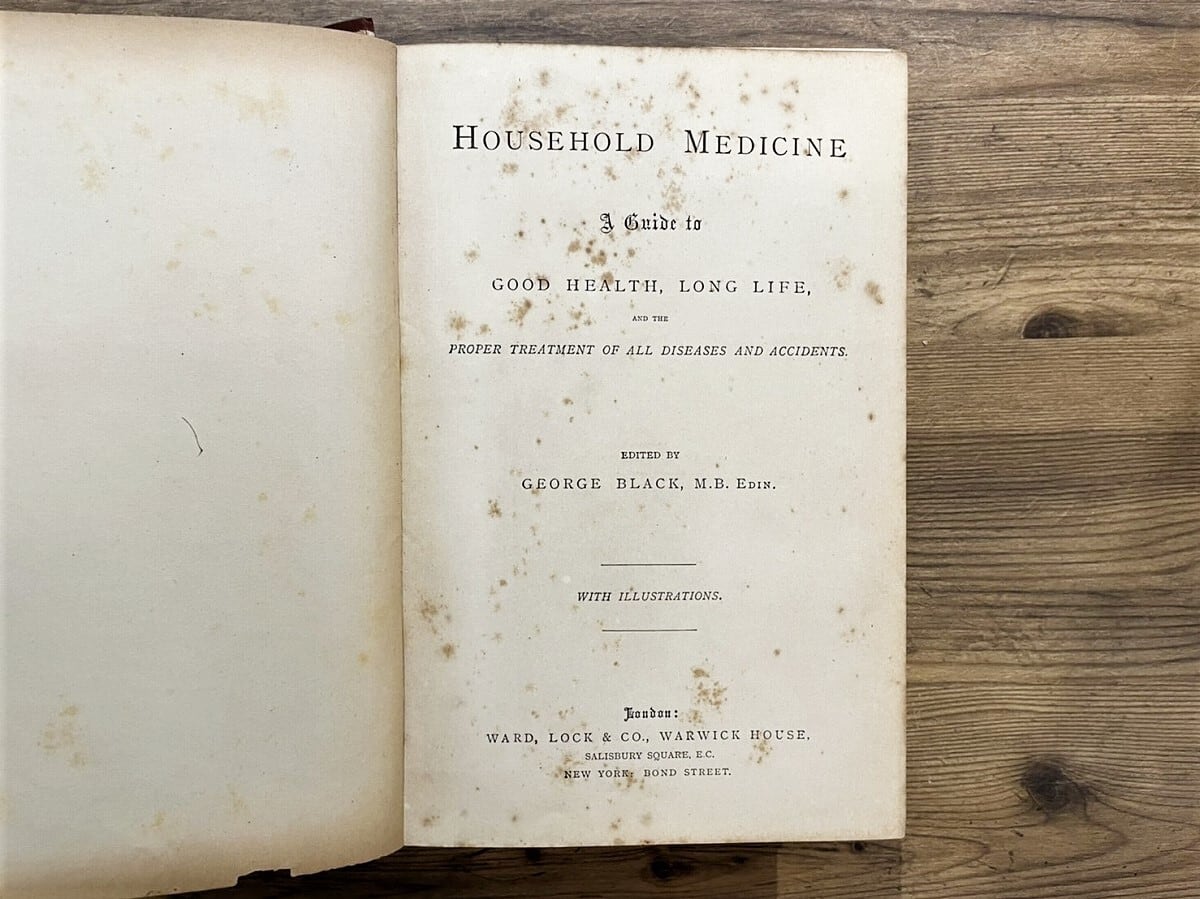 HOUSEHOLD MEDICINE
A Guide to
GOOD HEALTH, LONG LIFE,
AND THE
PROPER TREATMENT OF ALL DISEASES AND ACCIDENTS.
EDITED BY
GEORGE BLACK, M.B. EDIN.
WITH ILLUSTRATIONS.
London:
WARD, LOCK & CO., WARWICK HOUSE,
SALISBURY SQUARE, E.C.
NEW YORK: BOND STREET.